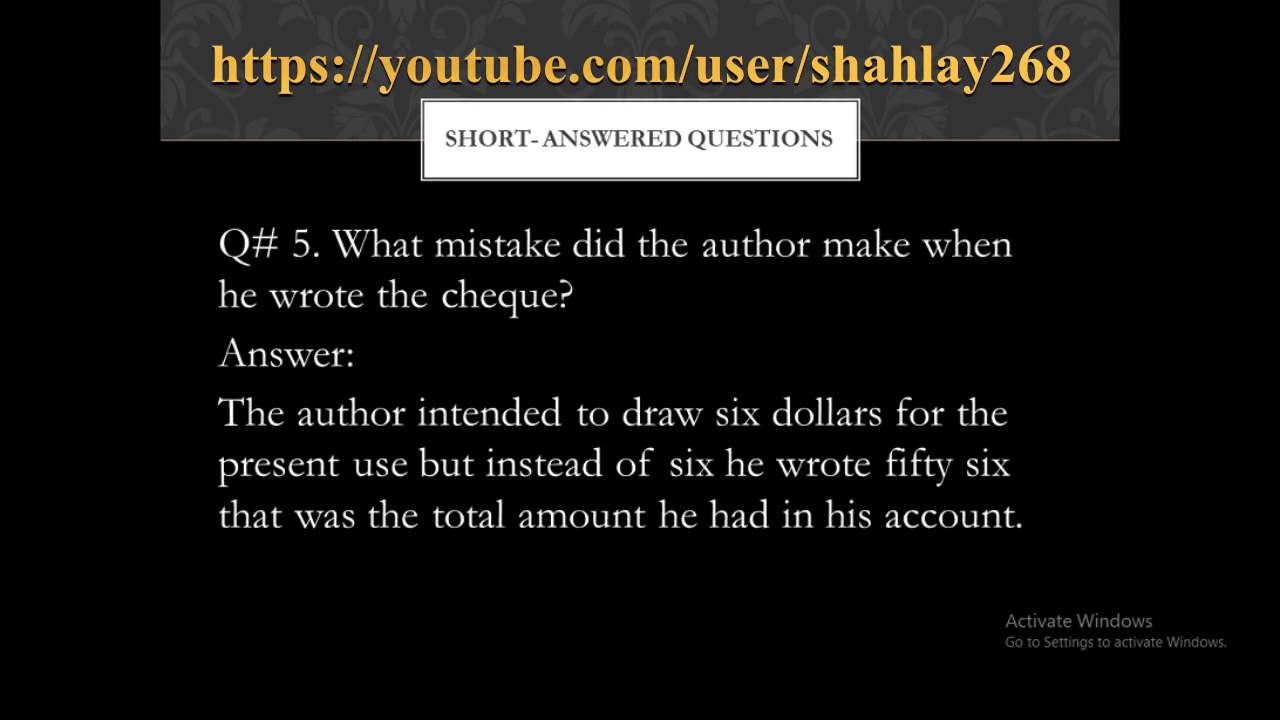 https://youtube.com/user/shahlay268
SHORT- ANSWERED QUESTIONS
Q# 5. What mistake did the author make when
he wrote the cheque?
Answer:
The author intended to draw six dollars for the
present use but instead of six he wrote fifty six
that was the total amount he had in his account.
Activate Windows
Go to Settings to activate Windows.